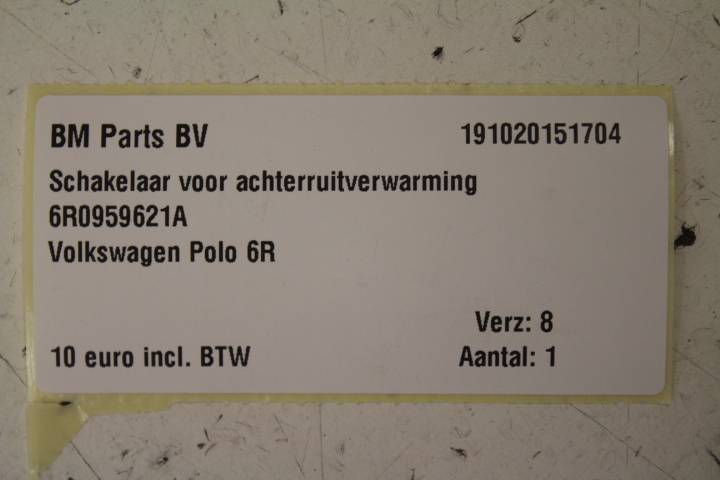 BM Parts BV 191020151704
Schakelaar voor achterruitverwarming
6R0959621A
Volkswagen Polo 6R
Verz: 8
10 euro incl. BTW Aantal: 1